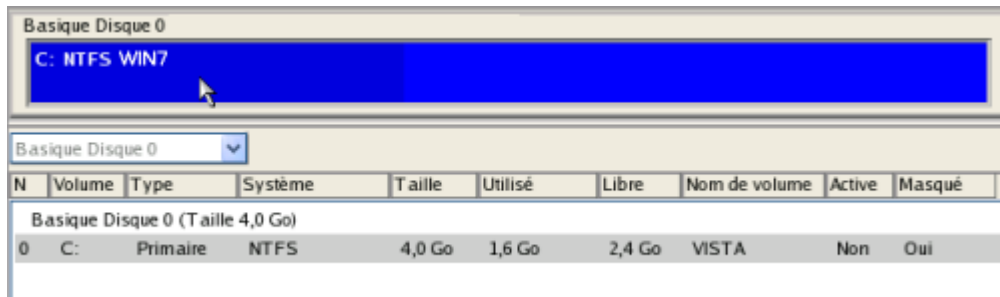 Basique Disque 0
C: NTFS WIN7
Basique Disque 0
N Volume Type Système Taille Utilisé Libre Nom de volume Active Masqué
Basique Disque 0 (Taille 4,0 Go)
0 C: Primaire NTFS 4,0 Go 1,6 Go 2,4 Go VISTA Non Oui